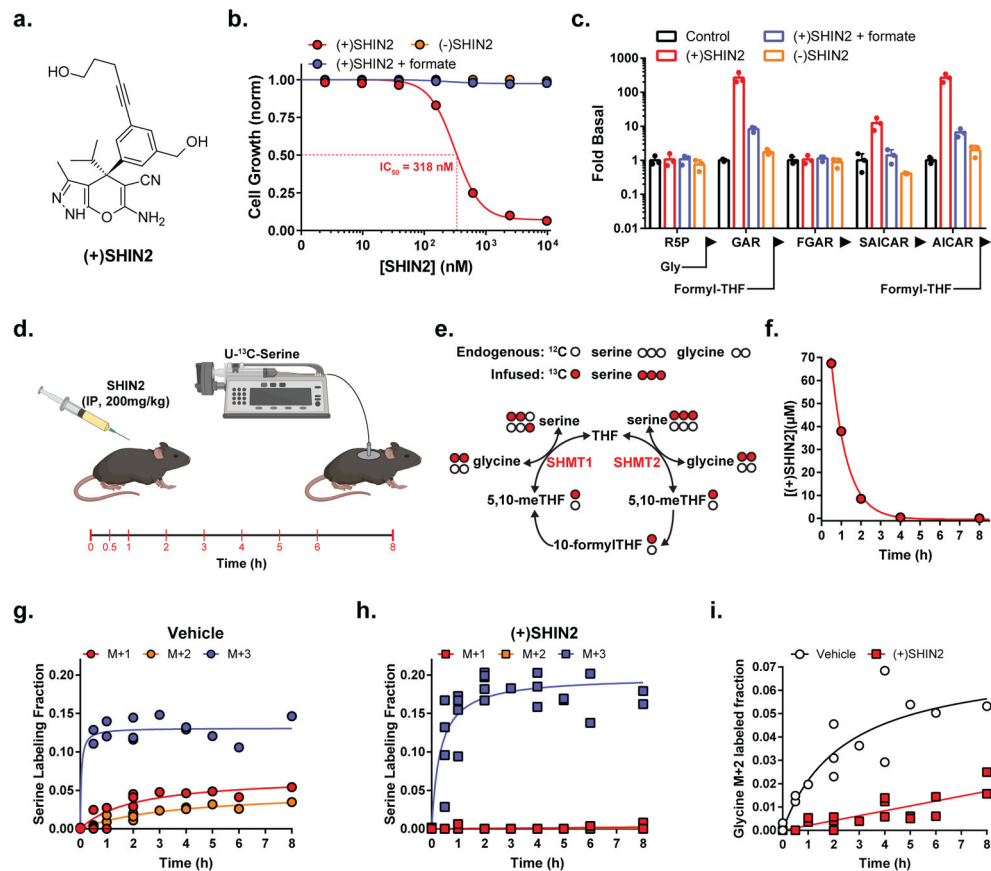 a.
HO
OH
CN
N
NH
O
NH₂
(+)SHIN2
b.
(+)SHIN2 (-)SHIN2
(+)SHIN2 + formate
Cell Growth (norm)
1.00
0.75
0.50
0.25
0.00
IC₅₀ = 318 nM
10¹ 10² 10³ 10⁴
[SHIN2] (nM)
c.
Control (+)SHIN2 + formate
(+)SHIN2 (-)SHIN2
Fold Basal
1000
100
10
1.0
0.1
0.01
R5P GAR FGAR SAICAR AICAR
Gly
Formyl-THF Formyl-THF
d.
U-¹³C-Serine
SHIN2
(IP, 200mg/kg)
0 0.5 1 2 3 4 5 6 8
Time (h)
e.
Endogenous: ¹²C serine glycine
Infused: ¹³C serine
serine THF serine
glycine SHMT1 SHMT2 glycine
5,10-meTHF 5,10-meTHF
10-formylTHF
f.
[(+)SHIN2](µM)
70
60
50
40
30
20
10
0
0 1 2 3 4 5 6 7 8
Time (h)
g.
Vehicle
M+1 M+2 M+3
Serine Labeling Fraction
0.20
0.15
0.10
0.05
0.00
0 1 2 3 4 5 6 7 8
Time (h)
h.
(+)SHIN2
M+1 M+2 M+3
Serine Labeling Fraction
0.20
0.15
0.10
0.05
0.00
0 1 2 3 4 5 6 7 8
Time (h)
i.
Vehicle (+)SHIN2
Glycine M+2 labeled fraction
0.07
0.06
0.05
0.04
0.03
0.02
0.01
0.00
0 1 2 3 4 5 6 7 8
Time (h)